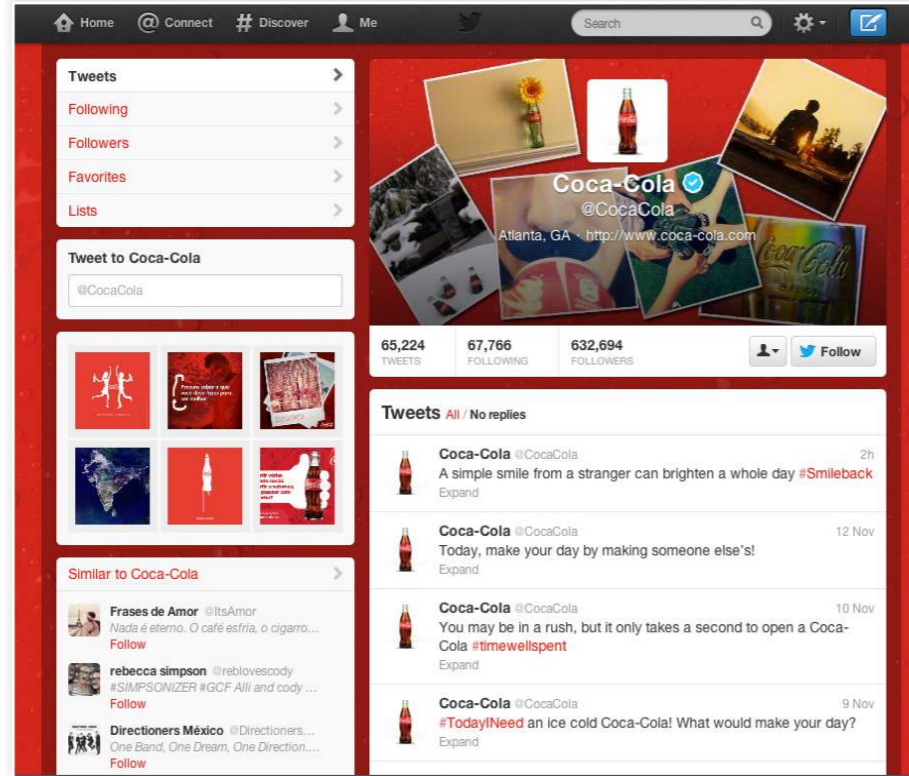 Home @ Connect # Discover Me
Search
Tweets
Following
Followers
Favorites
Lists
Tweet to Coca-Cola
@CocaCola
Similar to Coca-Cola
Frases de Amor @ItsAmor
Nada é eterno. O café esfria, o cigarro...
Follow
rebecca simpson @reblovescody
#SIMPSONIZER #GCF Alli and cody ...
Follow
Directioners México @Directioners...
One Band, One Dream, One Direction....
Follow
Coca-Cola
@CocaCola
Atlanta, GA · http://www.coca-cola.com
65,224 67,766 632,694
TWEETS FOLLOWING FOLLOWERS
Follow
Tweets All / No replies
Coca-Cola @CocaCola 2h
A simple smile from a stranger can brighten a whole day #Smileback
Expand
Coca-Cola @CocaCola 12 Nov
Today, make your day by making someone else's!
Expand
Coca-Cola @CocaCola 10 Nov
You may be in a rush, but it only takes a second to open a Coca-
Cola #timewellspent
Expand
Coca-Cola @CocaCola 9 Nov
#TodayINeed an ice cold Coca-Cola! What would make your day?
Expand